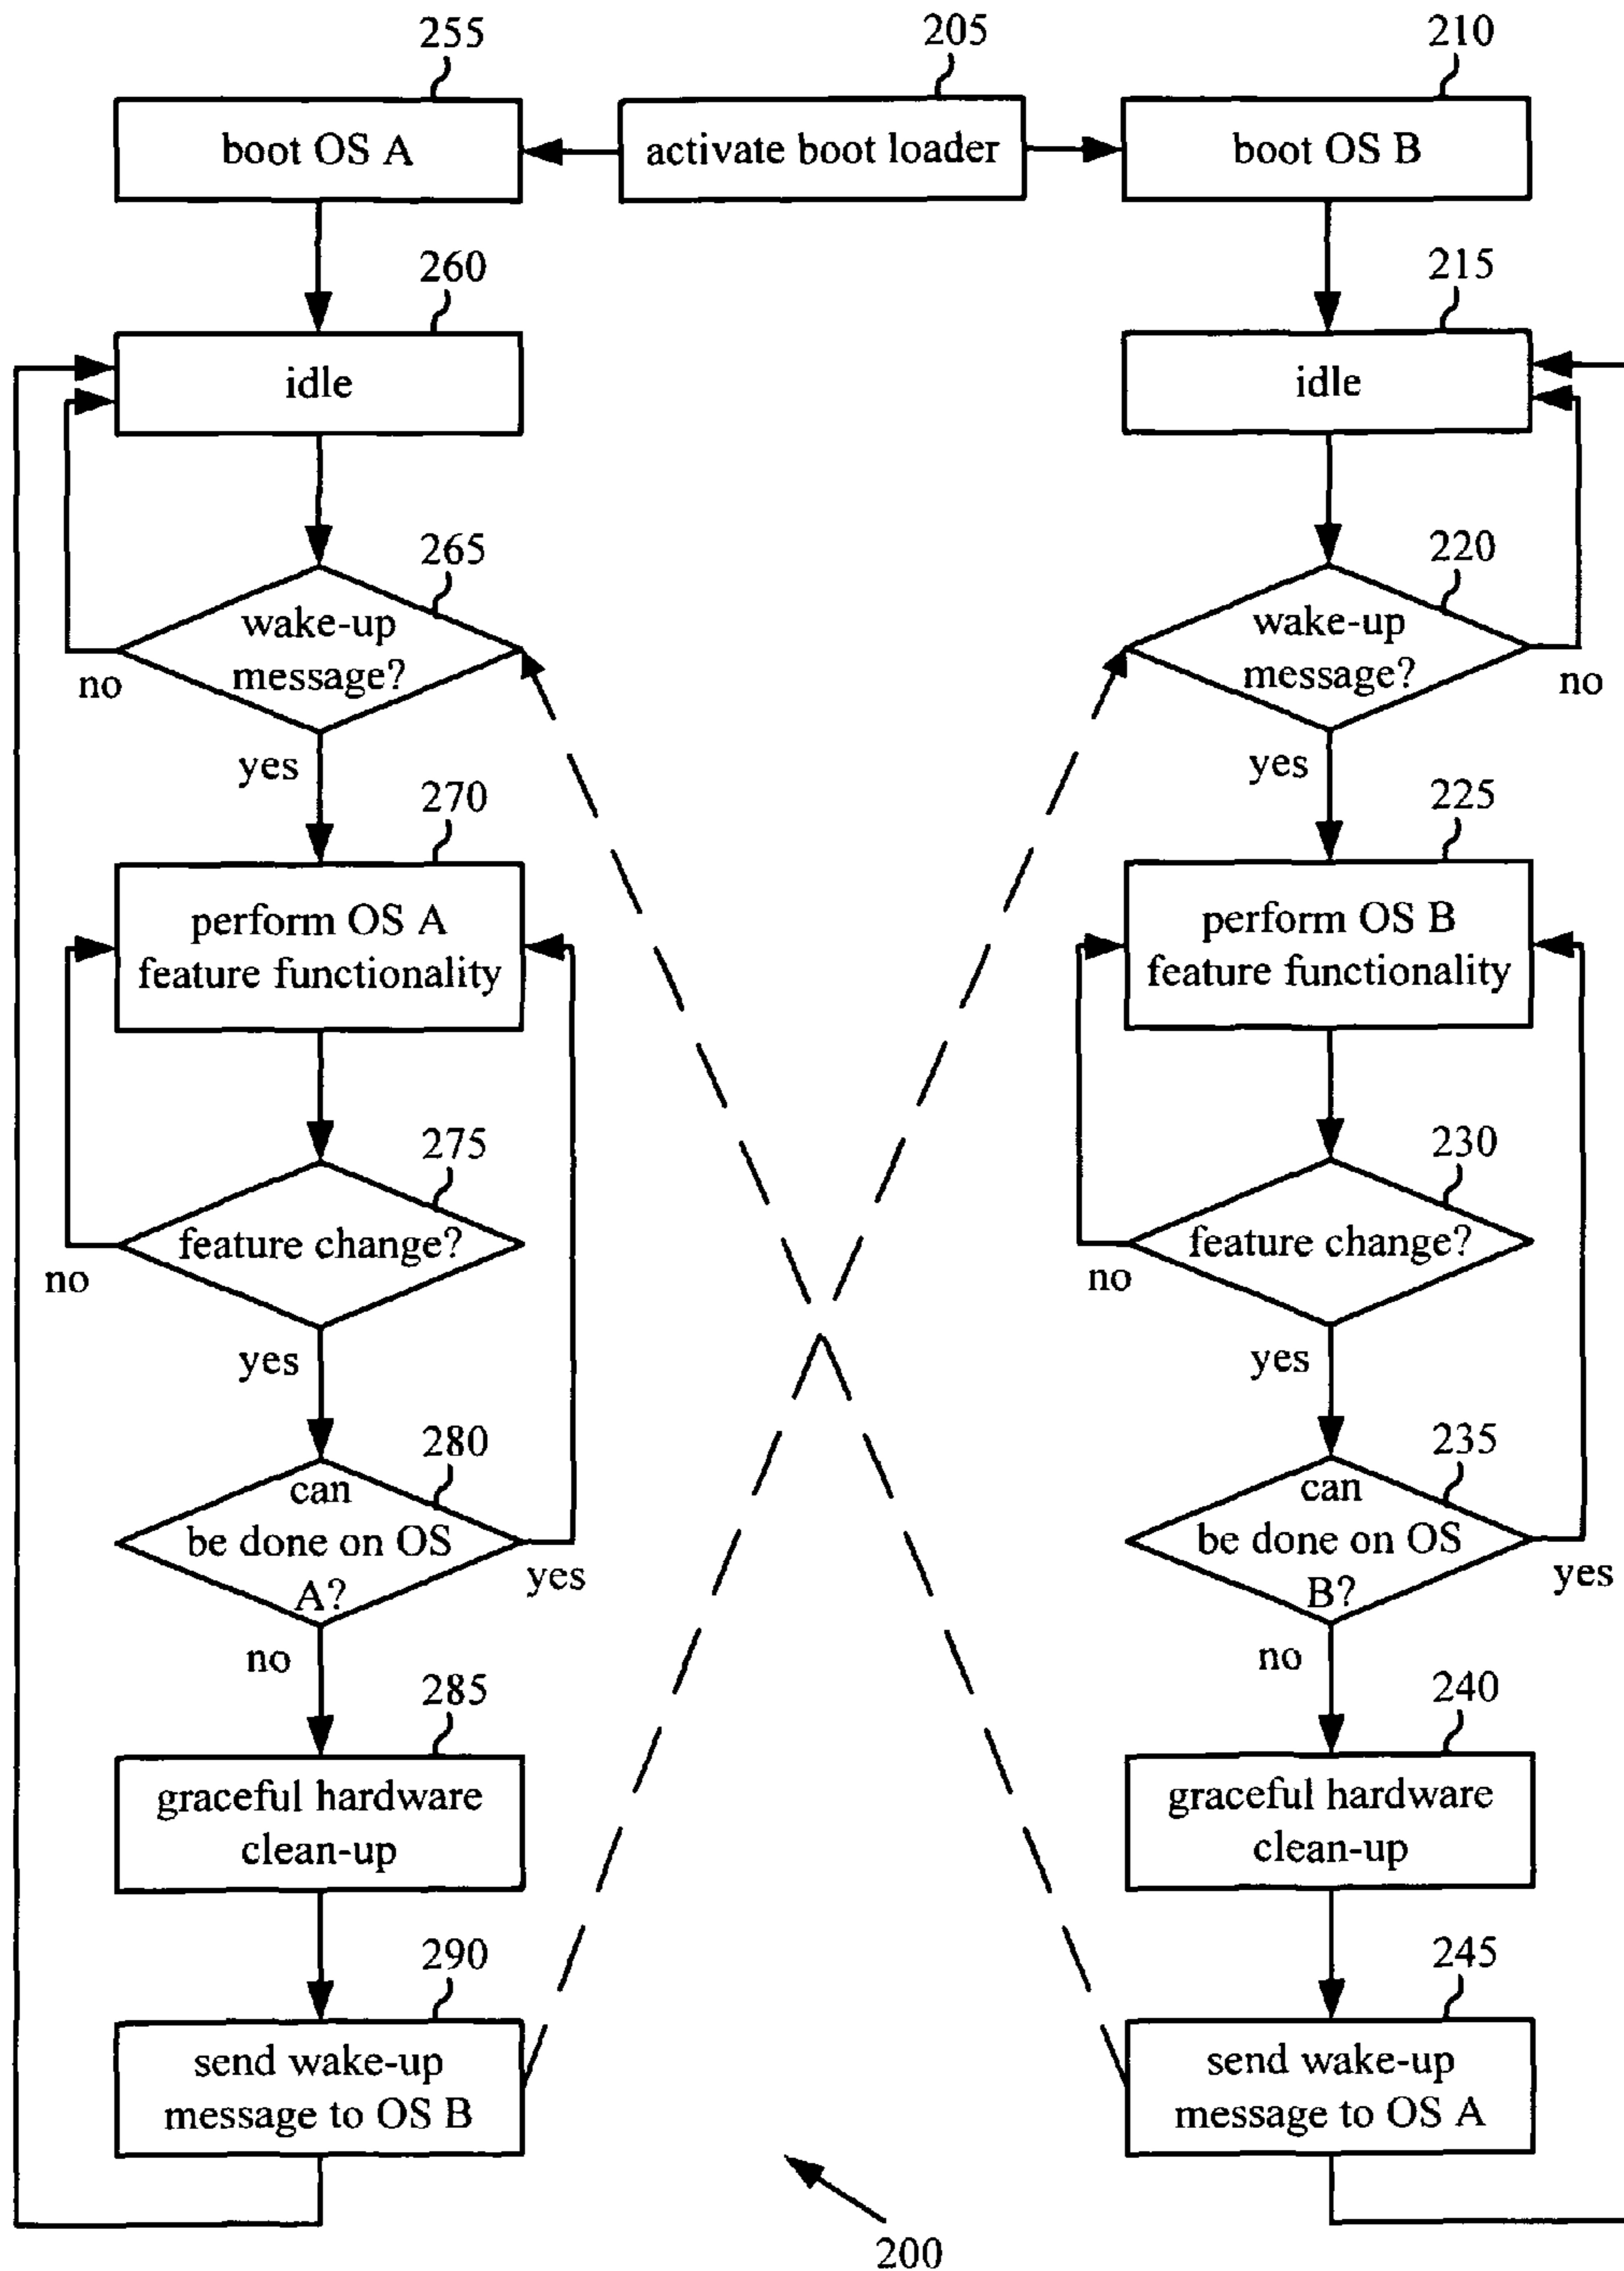 255
205
210
boot OS A
activate boot loader
boot OS B
260
215
idle
idle
265
220
wake-up
message?
wake-up
message?
no
no
yes
yes
270
225
perform OS A
feature functionality
perform OS B
feature functionality
275
230
feature change?
feature change?
no
no
yes
yes
280
235
can
be done on OS
A?
can
be done on OS
B?
yes
yes
no
no
285
240
graceful hardware
clean-up
graceful hardware
clean-up
290
245
send wake-up
message to OS B
send wake-up
message to OS A
200